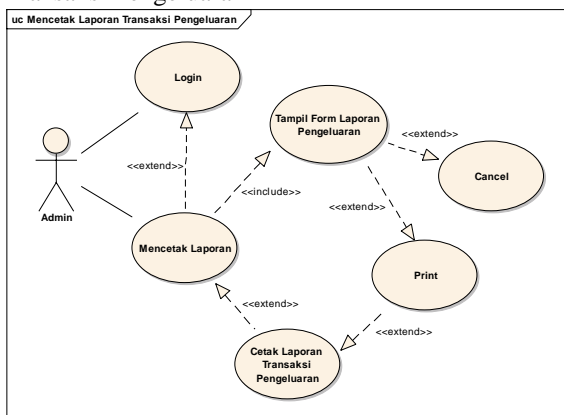 uc Mencetak Laporan Transaksi Pengeluaran
Login
Tampil Form Laporan
Pengeluaran
<<extend>>
<<extend>>
Cancel
Admin
<<include>>
<<extend>>
Mencetak Laporan
Print
<<extend>>
<<extend>>
Cetak Laporan
Transaksi
Pengeluaran